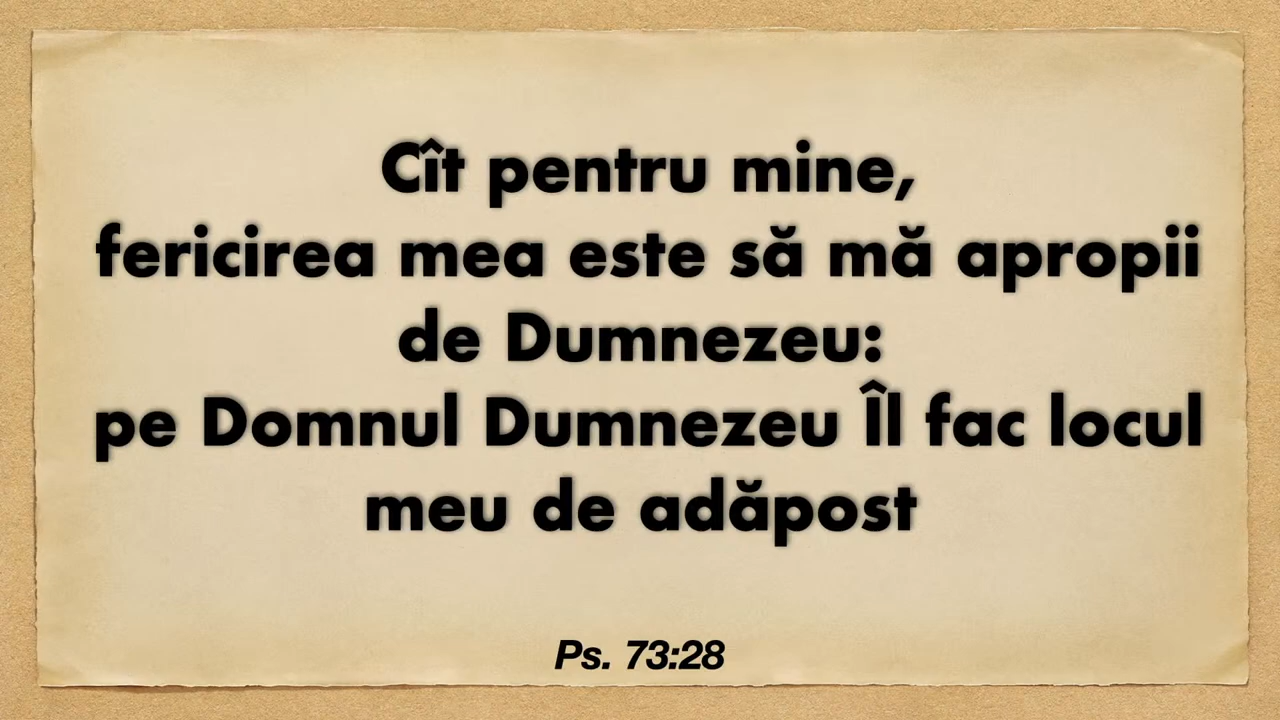 Cît pentru mine,
fericirea mea este să mă apropii
de Dumnezeu:
pe Domnul Dumnezeu Îl fac locul
meu de adăpost
Ps. 73:28